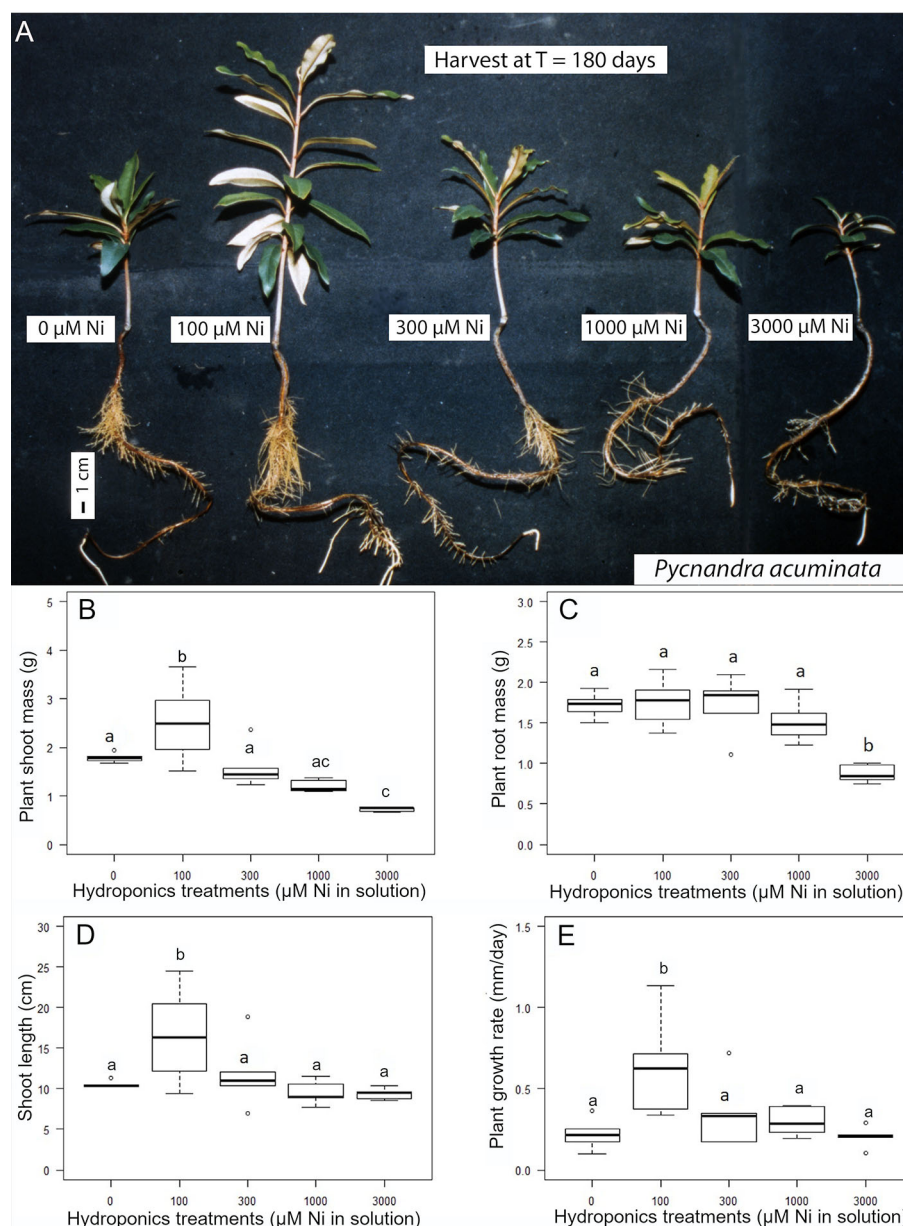 A
Harvest at T = 180 days
0 µM Ni
100 µM Ni
300 µM Ni
1000 µM Ni
3000 µM Ni
1 cm
Pycnandra acuminata
B
Plant shoot mass (g)
5
4
3
2
1
0
a
b
a
ac
c
0 100 300 1000 3000
Hydroponics treatments (µM Ni in solution)
C
Plant root mass (g)
3.0
2.5
2.0
1.5
1.0
0.5
0.0
a
a
a
a
b
0 100 300 1000 3000
Hydroponics treatments (µM Ni in solution)
D
Shoot length (cm)
30
25
20
15
10
5
0
a
b
a
a
a
0 100 300 1000 3000
Hydroponics treatments (µM Ni in solution)
E
Plant growth rate (mm/day)
1.5
1.0
0.5
0.0
a
b
a
a
a
0 100 300 1000 3000
Hydroponics treatments (µM Ni in solution)